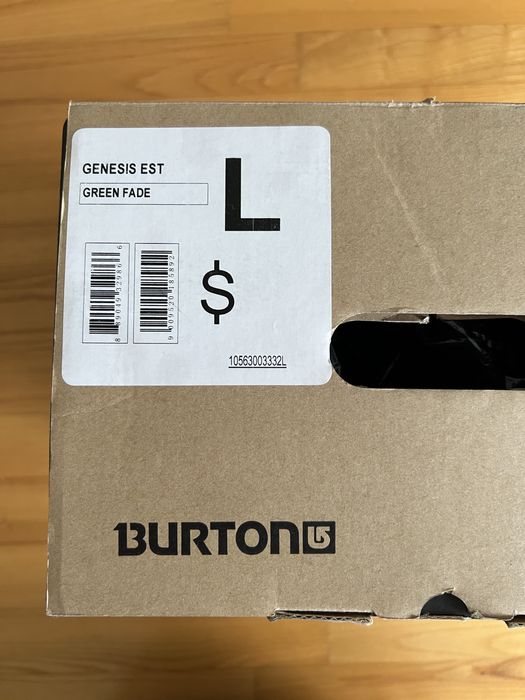 GENESIS EST
GREEN FADE
L
$
10563003332L
BURTON